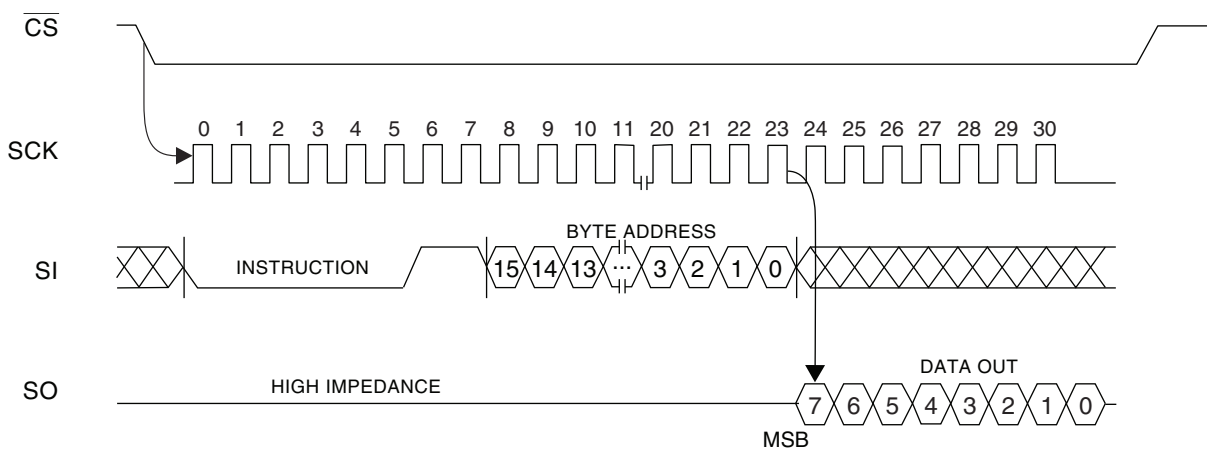 CS
0 1 2 3 4 5 6 7 8 9 10 11 20 21 22 23 24 25 26 27 28 29 30
SCK
BYTE ADDRESS
SI
INSTRUCTION
15 14 13 ... 3 2 1 0
DATA OUT
HIGH IMPEDANCE
SO
7 6 5 4 3 2 1 0
MSB